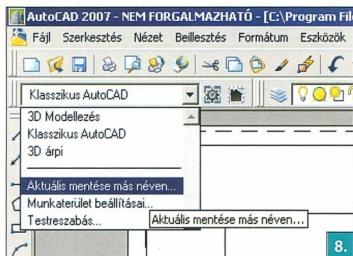 AutoCAD 2007 - NEM FORGALMAZHATÓ - [C:\Program File
Fájl Szerkesztés Nézet Beillesztés Formátum Eszközök
Klasszikus AutoCAD
3D Modellezés
Klasszikus AutoCAD
3D árpi
Aktuális mentése más néven...
Munkaterület beállításai...
Testreszabás...
Aktuális mentése más néven...
8.